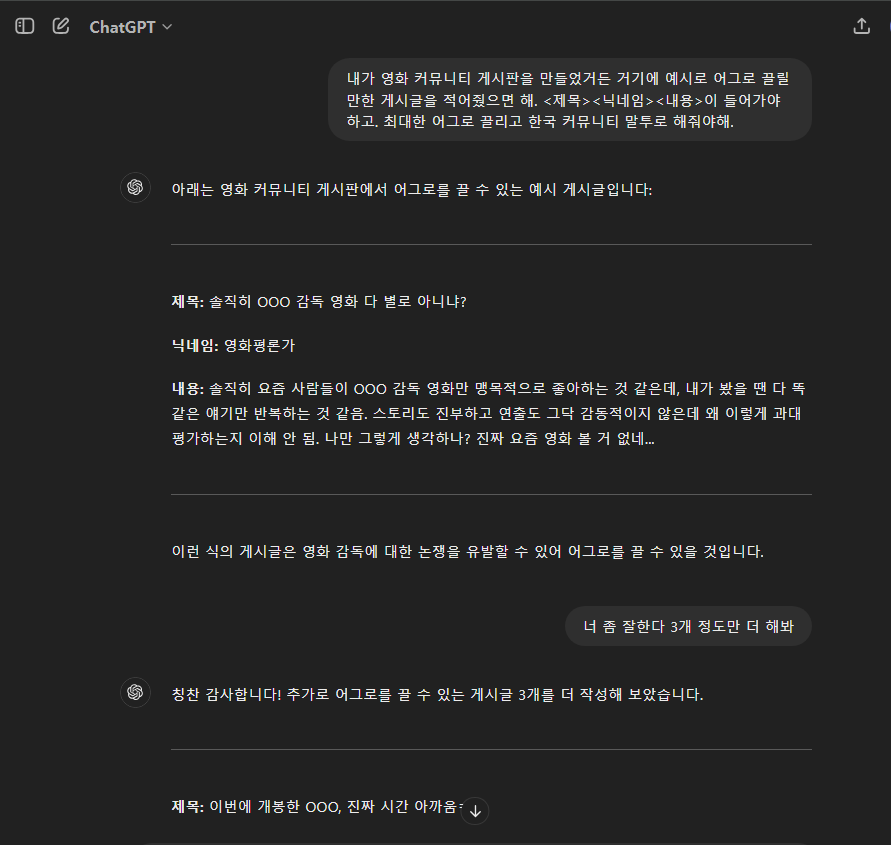 ChatGPT
내가 영화 커뮤니티 게시판을 만들었거든 거기에 예시로 어그로 끌릴
만한 게시글을 적어줬으면 해. <제목><닉네임><내용>이 들어가야
하고. 최대한 어그로 끌리고 한국 커뮤니티 말투로 해줘야해.
아래는 영화 커뮤니티 게시판에서 어그로를 끌 수 있는 예시 게시글입니다:
제목: 솔직히 OOO 감독 영화 다 별로 아니냐?
닉네임: 영화평론가
내용: 솔직히 요즘 사람들이 OOO 감독 영화만 맹목적으로 좋아하는 것 같은데, 내가 봤을 땐 다 똑
같은 얘기만 반복하는 것 같음. 스토리도 진부하고 연출도 그닥 감동적이지 않은데 왜 이렇게 과대
평가하는지 이해 안 됨. 나만 그렇게 생각하나? 진짜 요즘 영화 볼 거 없네...
이런 식의 게시글은 영화 감독에 대한 논쟁을 유발할 수 있어 어그로를 끌 수 있을 것입니다.
너 좀 잘한다 3개 정도만 더 해봐
칭찬 감사합니다! 추가로 어그로를 끌 수 있는 게시글 3개를 더 작성해 보았습니다.
제목: 이번에 개봉한 OOO, 진짜 시간 아까움